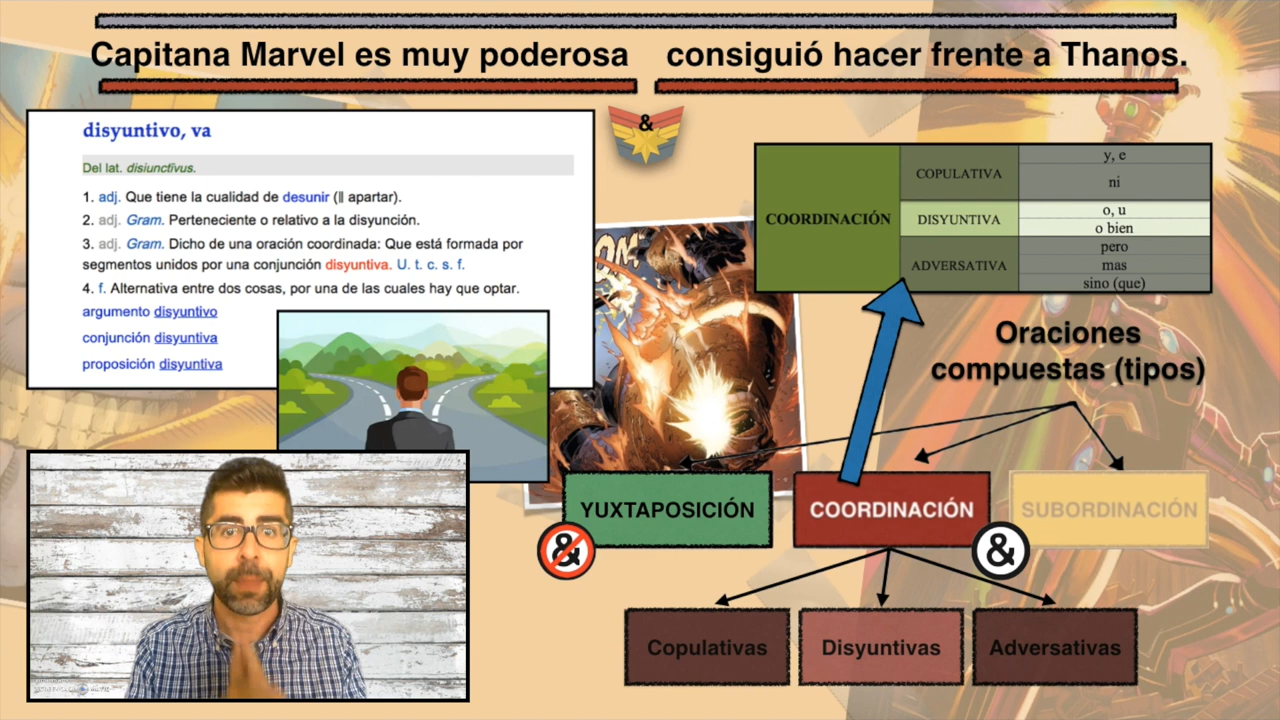 Capitana Marvel es muy poderosa consiguió hacer frente a Thanos.
&
disyuntivo, va
Del lat. disiunctīvus.
1. adj. Que tiene la cualidad de desunir (ǁ apartar).
2. adj. Gram. Perteneciente o relativo a la disyunción.
3. adj. Gram. Dicho de una oración coordinada: Que está formada por
segmentos unidos por una conjunción disyuntiva. U. t. c. s. f.
4. f. Alternativa entre dos cosas, por una de las cuales hay que optar.
argumento disyuntivo
conjunción disyuntiva
proposición disyuntiva
COORDINACIÓN
COPULATIVA
y, e
ni
DISYUNTIVA
o, u
o bien
ADVERSATIVA
pero
mas
sino (que)
Oraciones
compuestas (tipos)
YUXTAPOSICIÓN
COORDINACIÓN
SUBORDINACIÓN
&
&
Copulativas
Disyuntivas
Adversativas